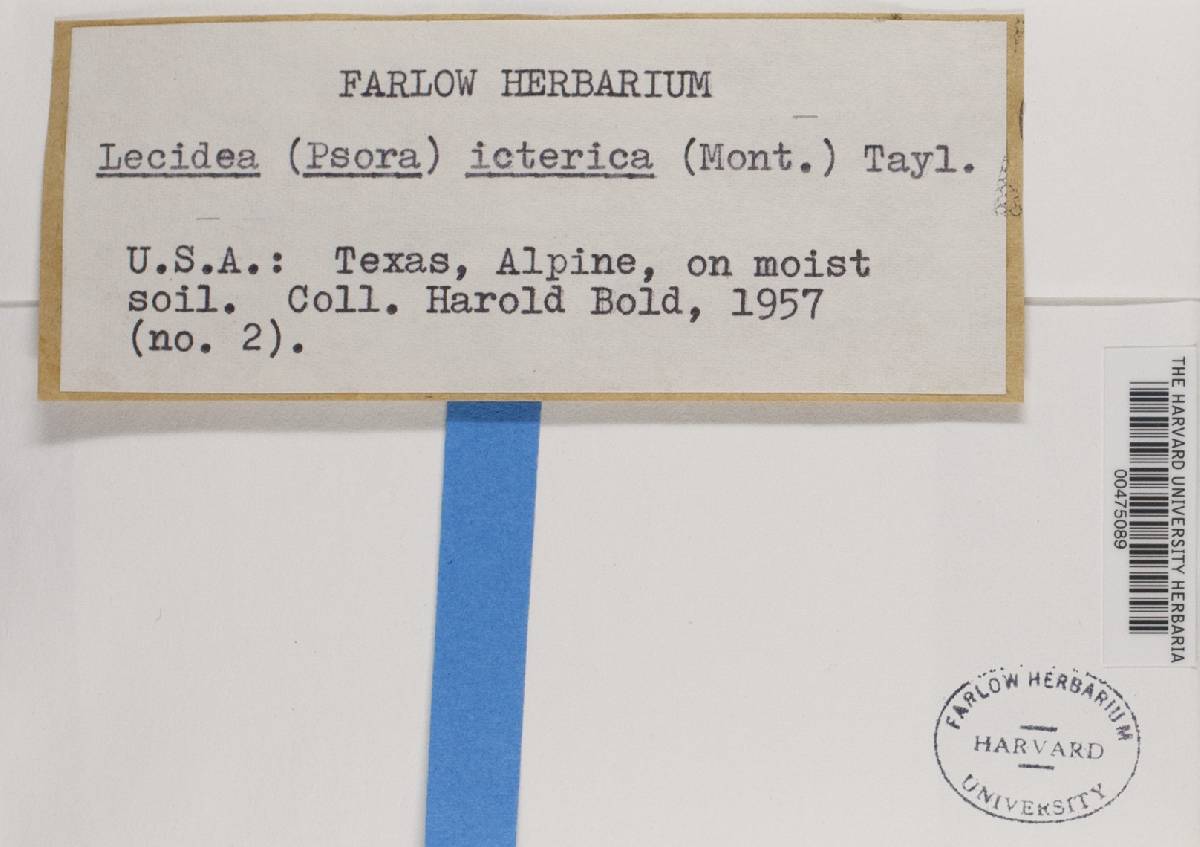 FARLOW HERBARIUM
Lecidea (Psora) icterica (Mont.) Tayl.
U.S.A.: Texas, Alpine, on moist
soil. Coll. Harold Bold, 1957
(no. 2).
THE HARVARD UNIVERSITY HERBARIA
00475089
FARLOW HERBARIUM
HARVARD
UNIVERSITY